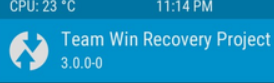 CPU: 23 °C 11:14 PM
Team Win Recovery Project
3.0.0-0